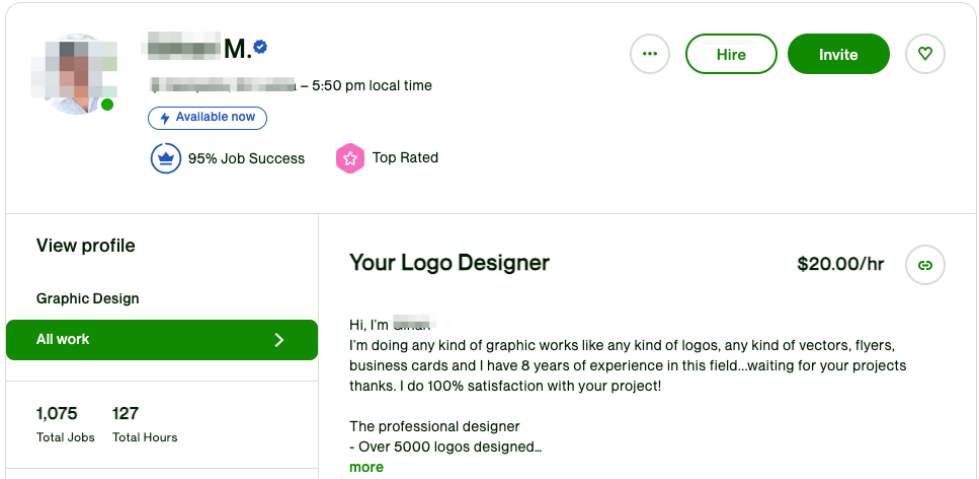 M.
– 5:50 pm local time
Available now
95% Job Success
Top Rated
Hire
Invite
View profile
Graphic Design
All work
1,075 127
Total Jobs Total Hours
Your Logo Designer
$20.00/hr
Hi, I'm
I'm doing any kind of graphic works like any kind of logos, any kind of vectors, flyers,
business cards and I have 8 years of experience in this field...waiting for your projects
thanks. I do 100% satisfaction with your project!
The professional designer
- Over 5000 logos designed...
more